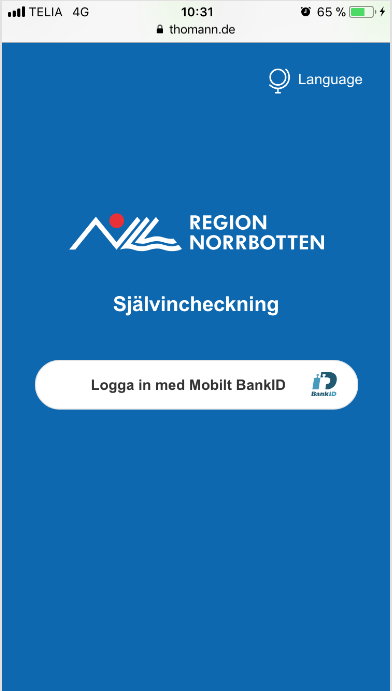 TELIA 4G 10:31 65 %
thomann.de
Language
REGION
NORRBOTTEN
Självincheckning
Logga in med Mobilt BankID
BankID